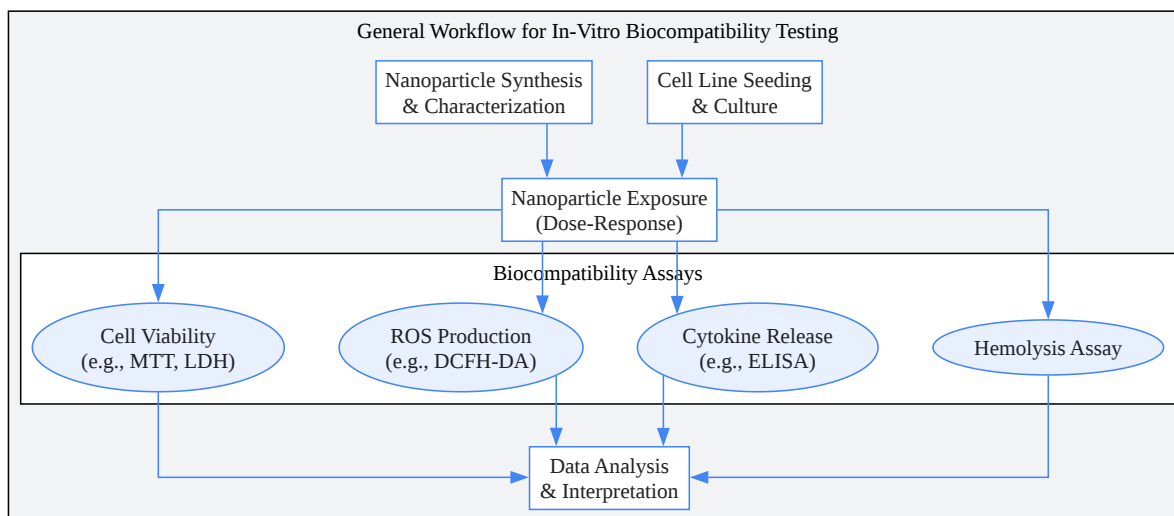 General Workflow for In-Vitro Biocompatibility Testing
Nanoparticle Synthesis
& Characterization
Cell Line Seeding
& Culture
Nanoparticle Exposure
(Dose-Response)
Biocompatibility Assays
Cell Viability
(e.g., MTT, LDH)
ROS Production
(e.g., DCFH-DA)
Cytokine Release
(e.g., ELISA)
Hemolysis Assay
Data Analysis
& Interpretation